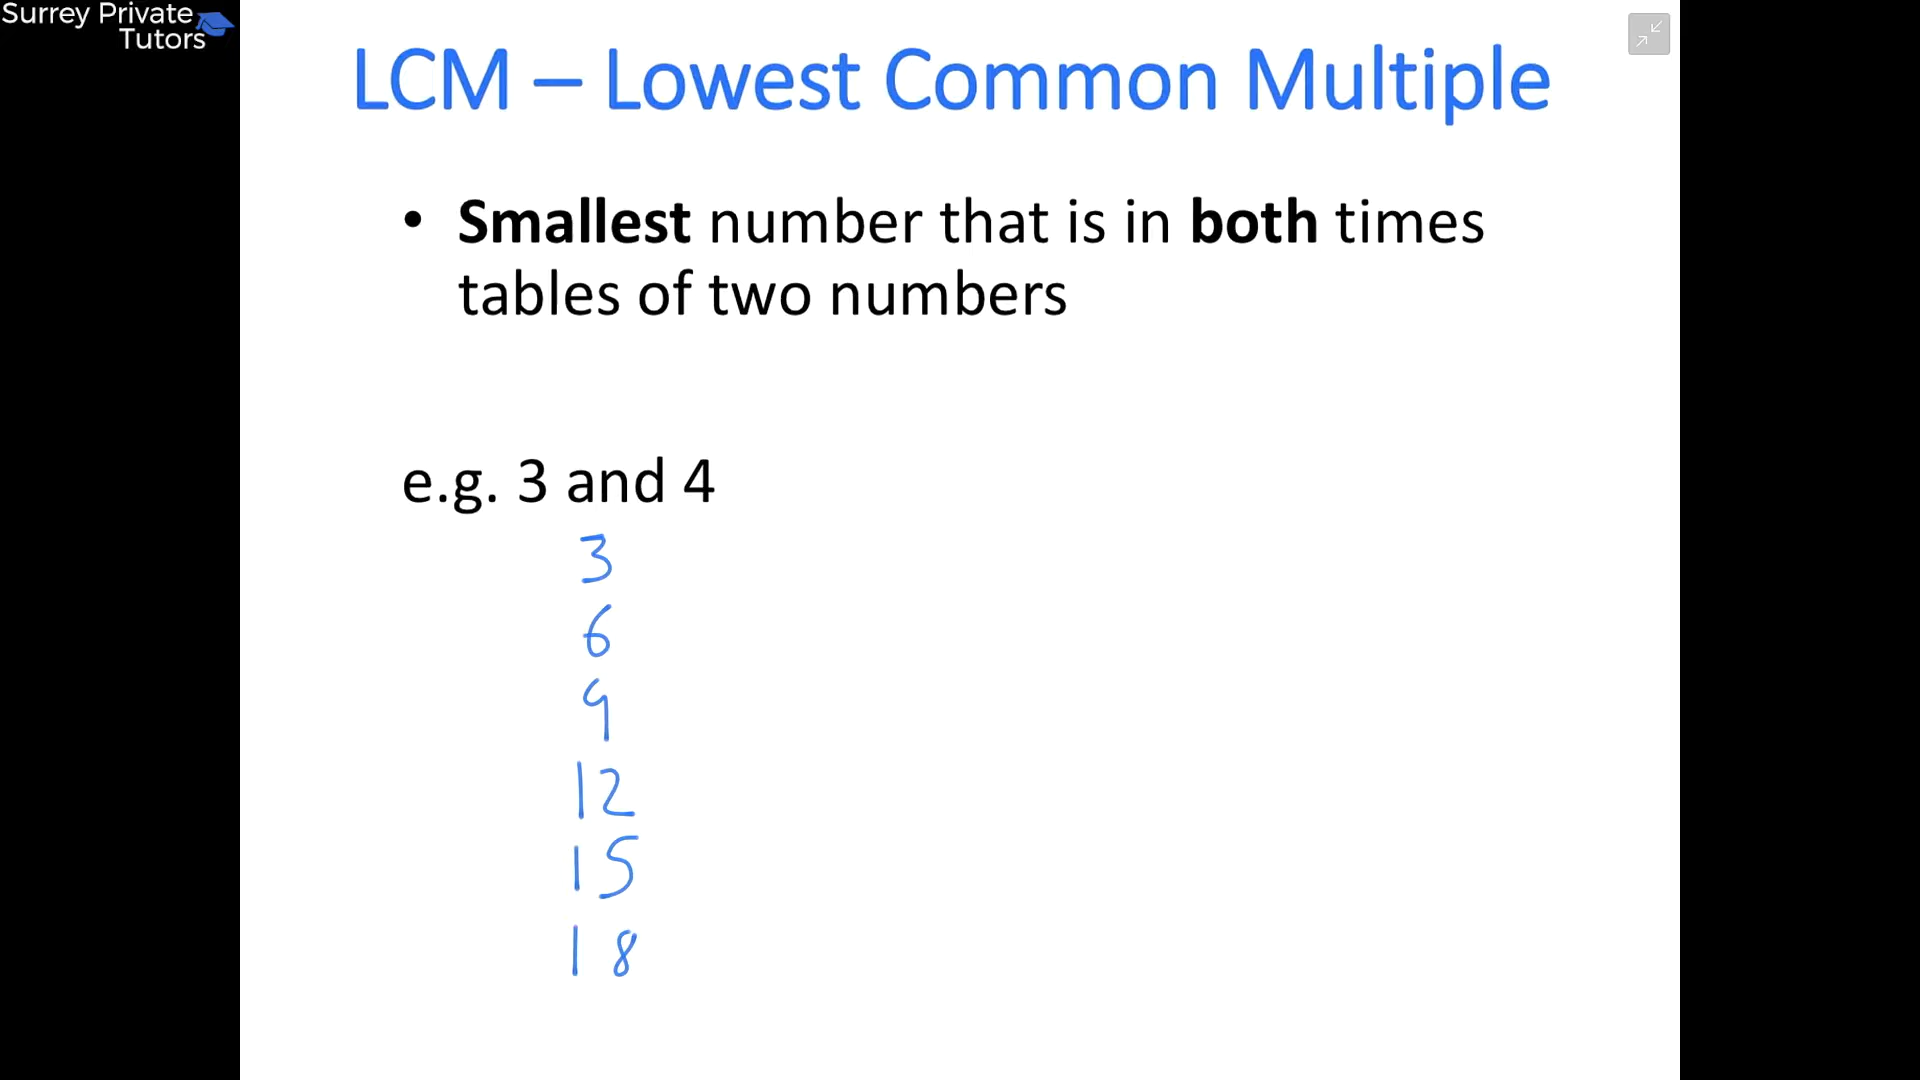 Surrey Private
Tutors
LCM – Lowest Common Multiple
• Smallest number that is in both times
tables of two numbers
e.g. 3 and 4
3
6
9
12
15
18